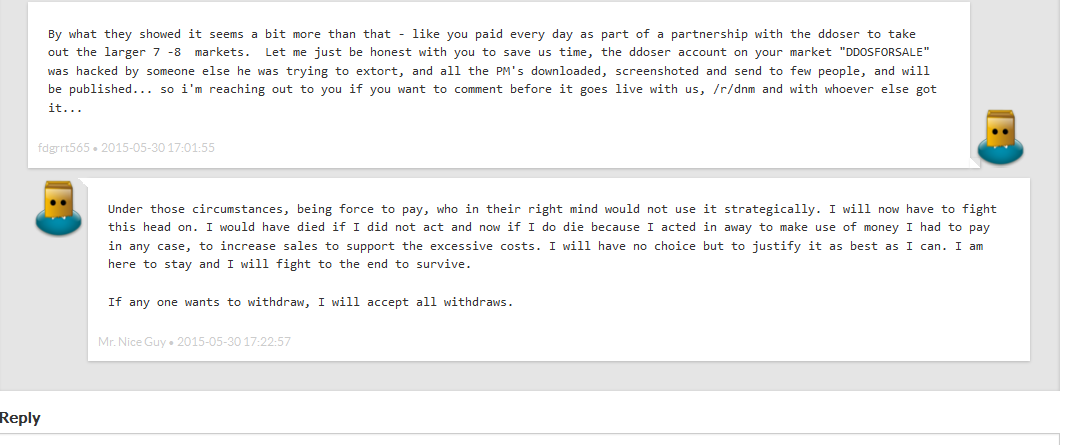 By what they showed it seems a bit more than that - like you paid every day as part of a partnership with the ddoser to take
out the larger 7 -8  markets.  Let me just be honest with you to save us time, the ddoser account on your market "DDOSFORSALE"
was hacked by someone else he was trying to extort, and all the PM's downloaded, screenshoted and send to few people, and will
be published... so i'm reaching out to you if you want to comment before it goes live with us, /r/dnm and with whoever else got
it...
fdgrrt565 • 2015-05-30 17:01:55
Under those circumstances, being force to pay, who in their right mind would not use it strategically. I will now have to fight
this head on. I would have died if I did not act and now if I do die because I acted in away to make use of money I had to pay
in any case, to increase sales to support the excessive costs. I will have no choice but to justify it as best as I can. I am
here to stay and I will fight to the end to survive.
If any one wants to withdraw, I will accept all withdraws.
Mr. Nice Guy • 2015-05-30 17:22:57
Reply